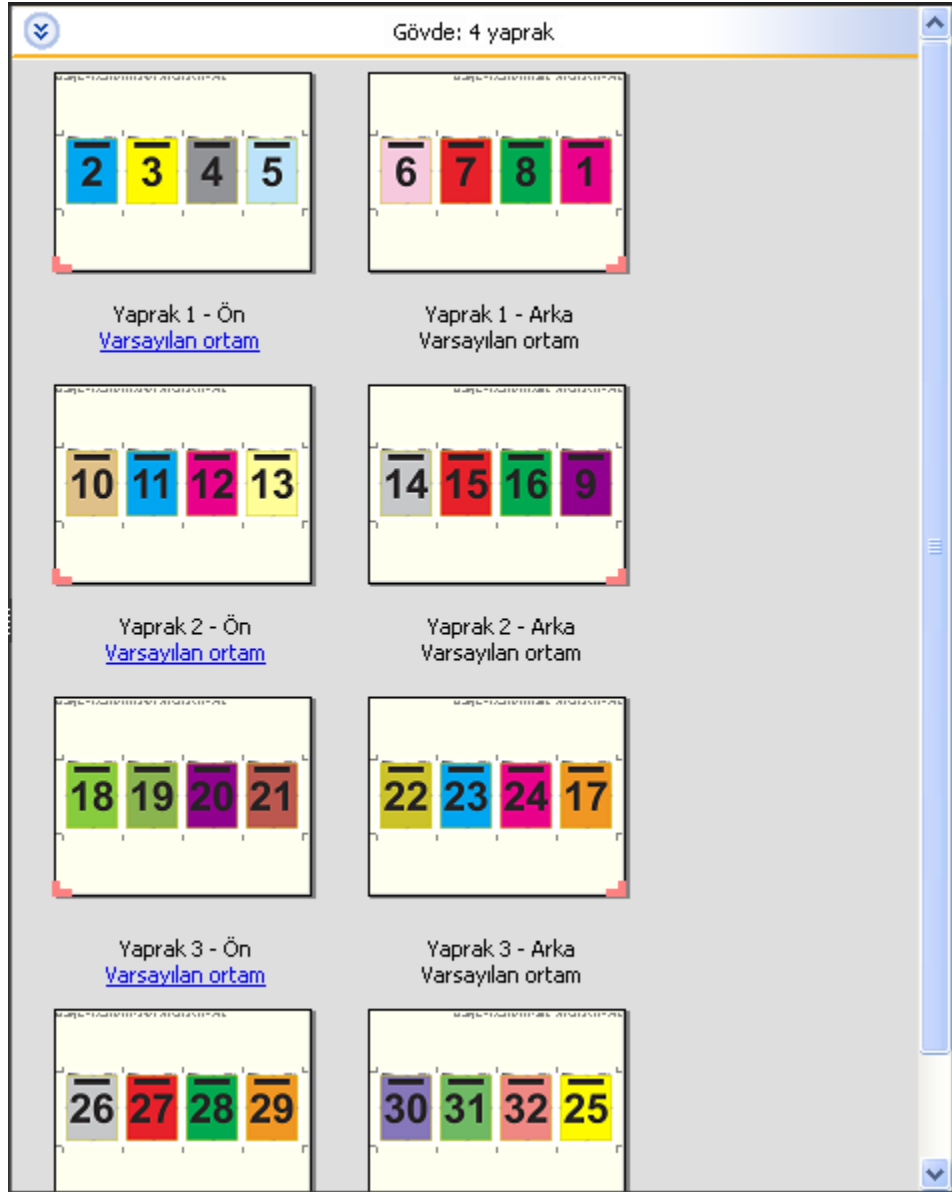 Gövde: 4 yaprak
2 3 4 5
6 7 8 1
Yaprak 1 - Ön
Varsayılan ortam
Yaprak 1 - Arka
Varsayılan ortam
10 11 12 13
14 15 16 9
Yaprak 2 - Ön
Varsayılan ortam
Yaprak 2 - Arka
Varsayılan ortam
18 19 20 21
22 23 24 17
Yaprak 3 - Ön
Varsayılan ortam
Yaprak 3 - Arka
Varsayılan ortam
26 27 28 29
30 31 32 25